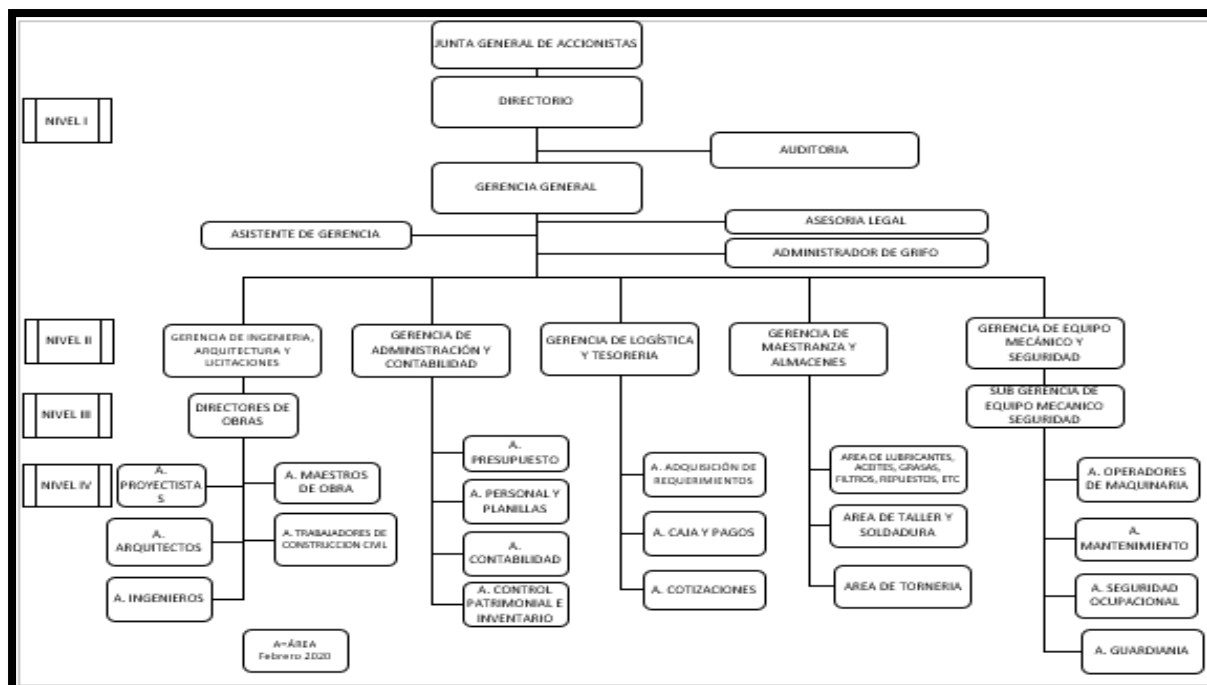 JUNTA GENERAL DE ACCIONISTAS
DIRECTORIO
NIVEL I
AUDITORIA
GERENCIA GENERAL
ASESORIA LEGAL
ASISTENTE DE GERENCIA
ADMINISTRADOR DE GRIFO
NIVEL II
GERENCIA DE INGENIERIA,
ARQUITECTURA Y
LICITACIONES
GERENCIA DE
ADMINISTRACIÓN Y
CONTABILIDAD
GERENCIA DE LOGÍSTICA
Y TESORERIA
GERENCIA DE
MAESTRANZA Y
ALMACENES
GERENCIA DE EQUIPO
MECÁNICO Y
SEGURIDAD
NIVEL III
DIRECTORES DE
OBRAS
SUB GERENCIA DE
EQUIPO MECANICO
SEGURIDAD
NIVEL IV
A.
PROYECTISTA
S
A. MAESTROS
DE OBRA
A.
ARQUITECTOS
A. TRABAJADORES DE
CONSTRUCCION CIVIL
A. INGENIEROS
A.
PRESUPUESTO
A. PERSONAL Y
PLANILLAS
A.
CONTABILIDAD
A. CONTROL
PATRIMONIAL E
INVENTARIO
A. ADQUISICIÓN DE
REQUERIMIENTOS
A. CAJA Y PAGOS
A. COTIZACIONES
AREA DE LUBRICANTES,
ACEITES, GRASAS,
FILTROS, REPUESTOS, ETC
AREA DE TALLER Y
SOLDADURA
AREA DE TORNERIA
A. OPERADORES
DE MAQUINARIA
A.
MANTENIMIENTO
A. SEGURIDAD
OCUPACIONAL
A. GUARDIANIA
A=ÁREA
Febrero 2020